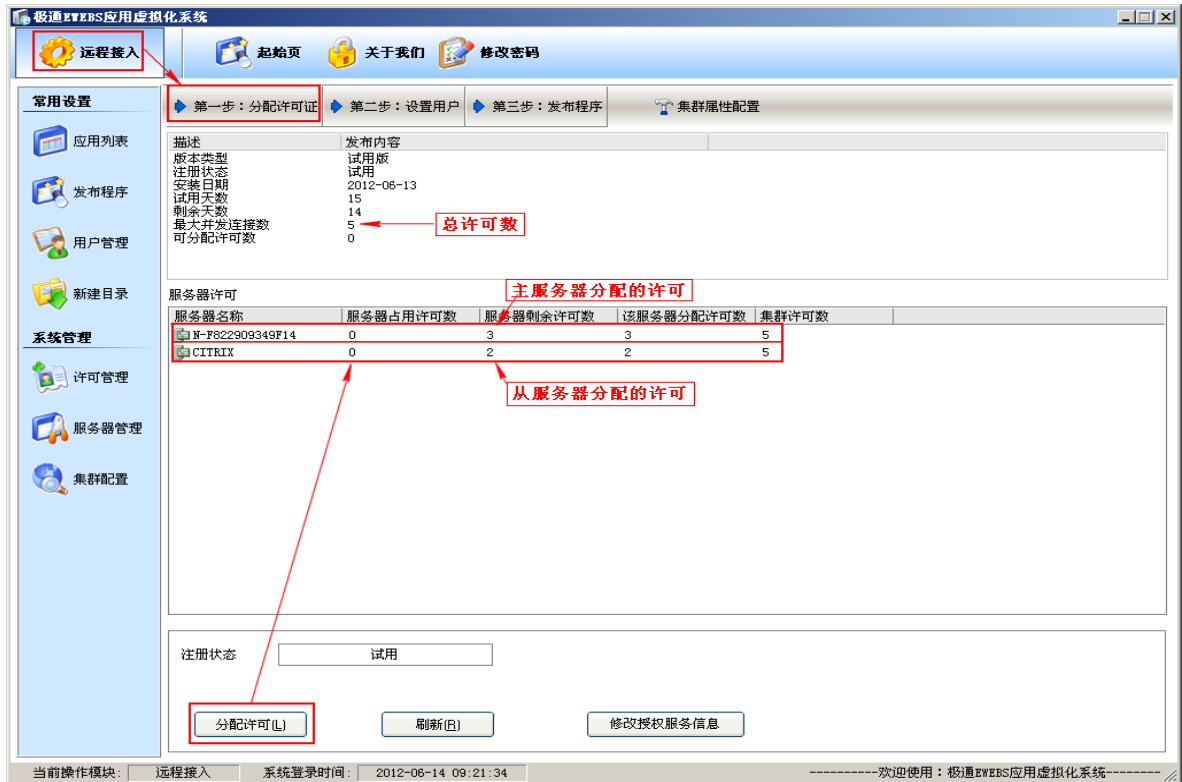 极通EWEBS应用虚拟化系统
远程接入 起始页 关于我们 修改密码
常用设置
应用列表
发布程序
用户管理
新建目录
系统管理
许可管理
服务器管理
集群配置
第一步：分配许可证 第二步：设置用户 第三步：发布程序 集群属性配置
描述 发布内容
版本类型 试用版
注册状态 试用
安装日期 2012-06-13
试用天数 15
剩余天数 14
最大并发连接数 5 总许可数
可分配许可数 0
服务器许可 主服务器分配的许可
服务器名称 服务器占用许可数 服务器剩余许可数 该服务器分配许可数 集群许可数
N-F822909349F14 0 3 3 5
CITRIX 0 2 2 5
从服务器分配的许可
注册状态 试用
分配许可(L) 刷新(R) 修改授权服务信息
当前操作模块: 远程接入 系统登录时间: 2012-06-14 09:21:34 ----------欢迎使用：极通EWEBS应用虚拟化系统--------